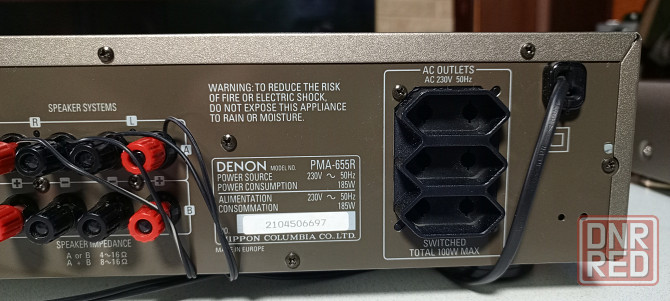 AC OUTLETS
AC 230V 50Hz
WARNING: TO REDUCE THE RISK
OF FIRE OR ELECTRIC SHOCK,
DO NOT EXPOSE THIS APPLIANCE
TO RAIN OR MOISTURE.
SPEAKER SYSTEMS
R
L
A
B
DENON MODEL NO. PMA-655R
POWER SOURCE 230V ~ 50Hz
POWER CONSUMPTION 185W
ALIMENTATION 230V ~ 50Hz
CONSOMMATION 185W
2104506697
NIPPON COLUMBIA CO., LTD.
MADE IN EUROPE
SPEAKER IMPEDANCE
A or B 4~16Ω
A + B 8~16Ω
SWITCHED
TOTAL 100W MAX
DNR
RED